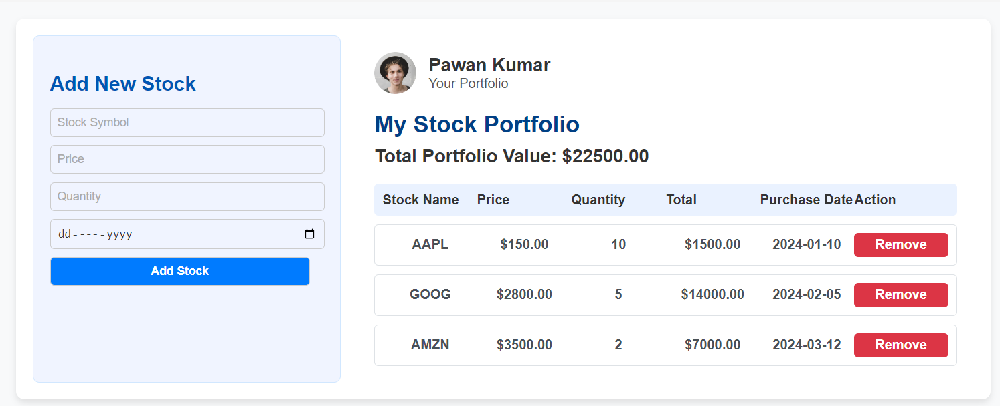 Add New Stock
Stock Symbol
Price
Quantity
dd-----yyyy
Add Stock
Pawan Kumar
Your Portfolio
My Stock Portfolio
Total Portfolio Value: $22500.00
Stock Name Price Quantity Total Purchase Date Action
AAPL $150.00 10 $1500.00 2024-01-10 Remove
GOOG $2800.00 5 $14000.00 2024-02-05 Remove
AMZN $3500.00 2 $7000.00 2024-03-12 Remove